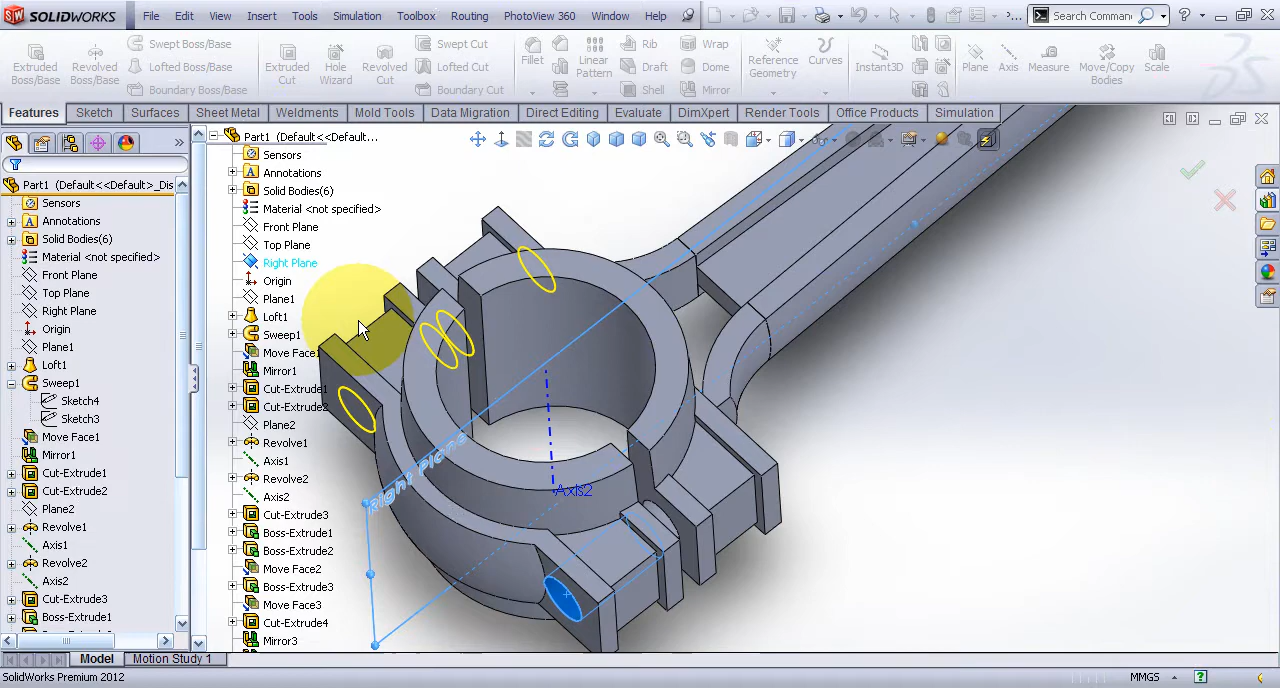 SOLIDWORKS File Edit View Insert Tools Simulation Toolbox Routing PhotoView 360 Window Help Search Comman
Extruded Boss/Base
Revolved Boss/Base
Swept Boss/Base
Lofted Boss/Base
Boundary Boss/Base
Extruded Cut
Hole Wizard
Revolved Cut
Swept Cut
Lofted Cut
Boundary Cut
Fillet
Linear Pattern
Rib
Draft
Shell
Wrap
Dome
Mirror
Reference Geometry
Curves
Instant3D
Plane
Axis
Measure
Move/Copy Bodies
Scale
Features Sketch Surfaces Sheet Metal Weldments Mold Tools Data Migration Direct Editing Evaluate DimXpert Render Tools Office Products Simulation
Part1 (Default<<Default>_Dis
Sensors
Annotations
Solid Bodies(6)
Material <not specified>
Front Plane
Top Plane
Right Plane
Origin
Plane1
Loft1
Sweep1
Sketch4
Sketch3
Move Face1
Mirror1
Cut-Extrude1
Cut-Extrude2
Plane2
Revolve1
Axis1
Revolve2
Axis2
Cut-Extrude3
Boss-Extrude1
Part1 (Default<<Default...
Sensors
Annotations
Solid Bodies(6)
Material <not specified>
Front Plane
Top Plane
Right Plane
Origin
Plane1
Loft1
Sweep1
Move Face1
Mirror1
Cut-Extrude1
Cut-Extrude2
Plane2
Revolve1
Axis1
Revolve2
Axis2
Cut-Extrude3
Boss-Extrude1
Boss-Extrude2
Move Face2
Boss-Extrude3
Move Face3
Cut-Extrude4
Mirror3
Right Plane
Axis2
Model Motion Study 1
SolidWorks Premium 2012 MMGS